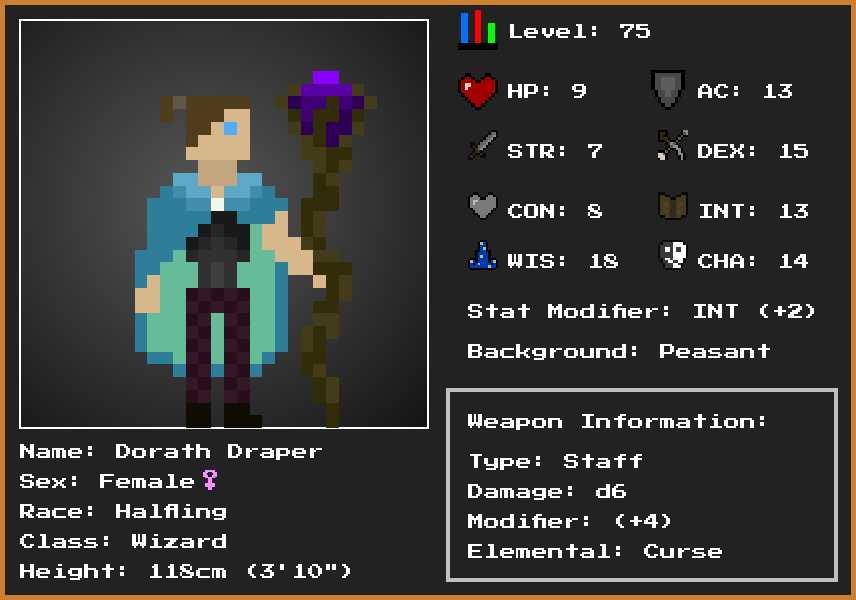 Level: 75
HP: 9 AC: 13
STR: 7 DEX: 15
CON: 8 INT: 13
WIS: 18 CHA: 14
Stat Modifier: INT (+2)
Background: Peasant
Weapon Information:
Type: Staff
Damage: d6
Modifier: (+4)
Elemental: Curse
Name: Dorath Draper
Sex: Female♀
Race: Halfling
Class: Wizard
Height: 118cm (3'10")